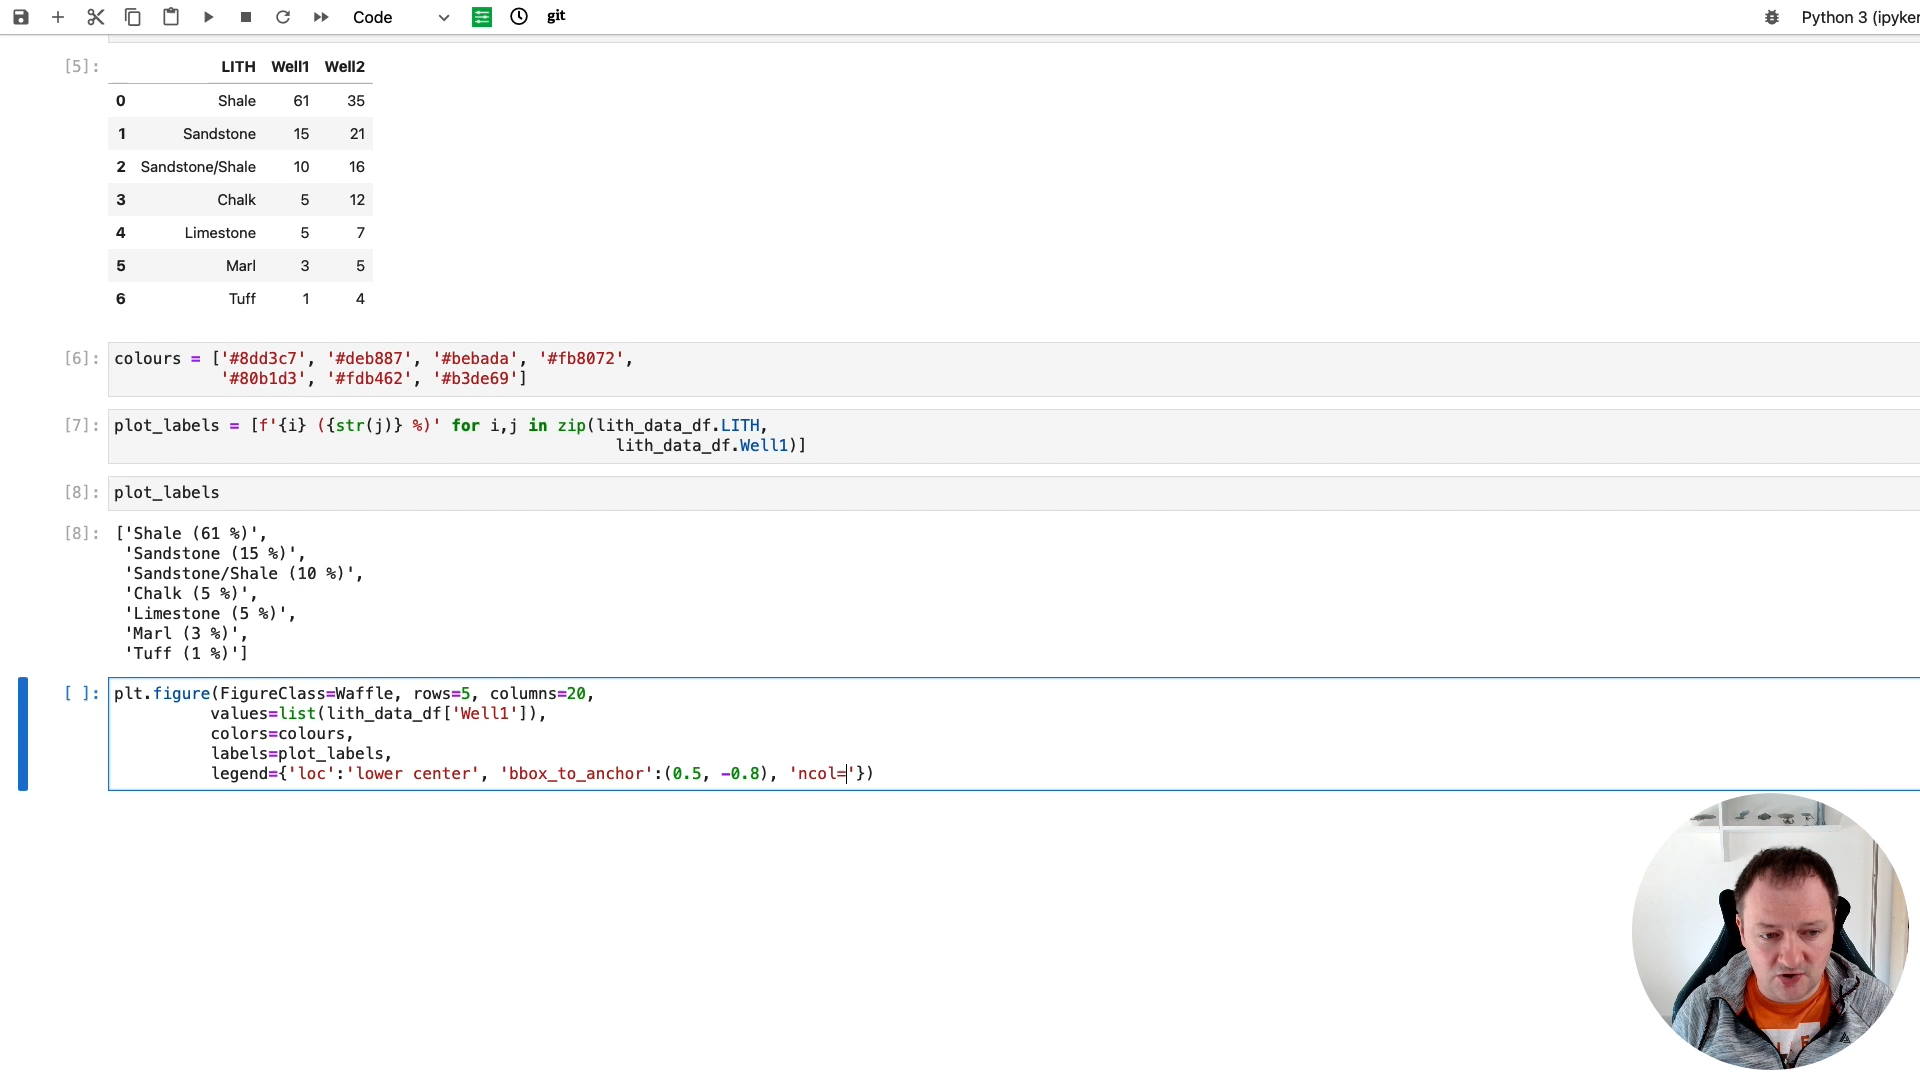 Code git Python 3 (ipyker
[5]: LITH Well1 Well2
0 Shale 61 35
1 Sandstone 15 21
2 Sandstone/Shale 10 16
3 Chalk 5 12
4 Limestone 5 7
5 Marl 3 5
6 Tuff 1 4
[6]: colours = ['#8dd3c7', '#deb887', '#bebada', '#fb8072',
'#80b1d3', '#fdb462', '#b3de69']
[7]: plot_labels = [f'{i} ({str(j)} %)' for i,j in zip(lith_data_df.LITH,
lith_data_df.Well1)]
[8]: plot_labels
[8]: ['Shale (61 %)',
'Sandstone (15 %)',
'Sandstone/Shale (10 %)',
'Chalk (5 %)',
'Limestone (5 %)',
'Marl (3 %)',
'Tuff (1 %)']
[ ]: plt.figure(FigureClass=Waffle, rows=5, columns=20,
values=list(lith_data_df['Well1']),
colors=colours,
labels=plot_labels,
legend={'loc':'lower center', 'bbox_to_anchor':(0.5, -0.8), 'ncol='})